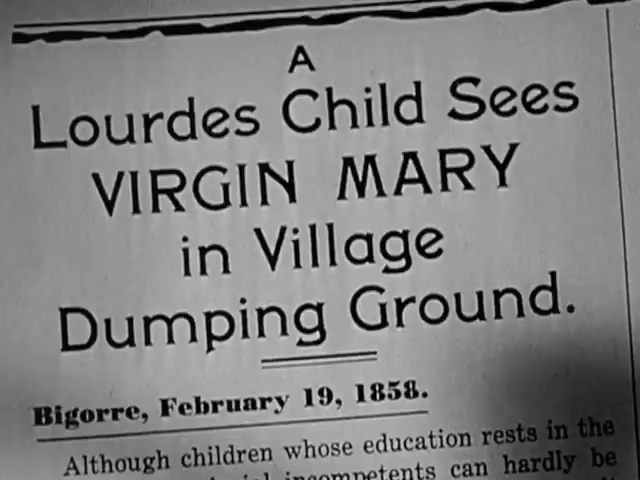 A
Lourdes Child Sees
VIRGIN MARY
in Village
Dumping Ground.
Bigorre, February 19, 1858.
Although children whose education rests in the
incompetents can hardly be